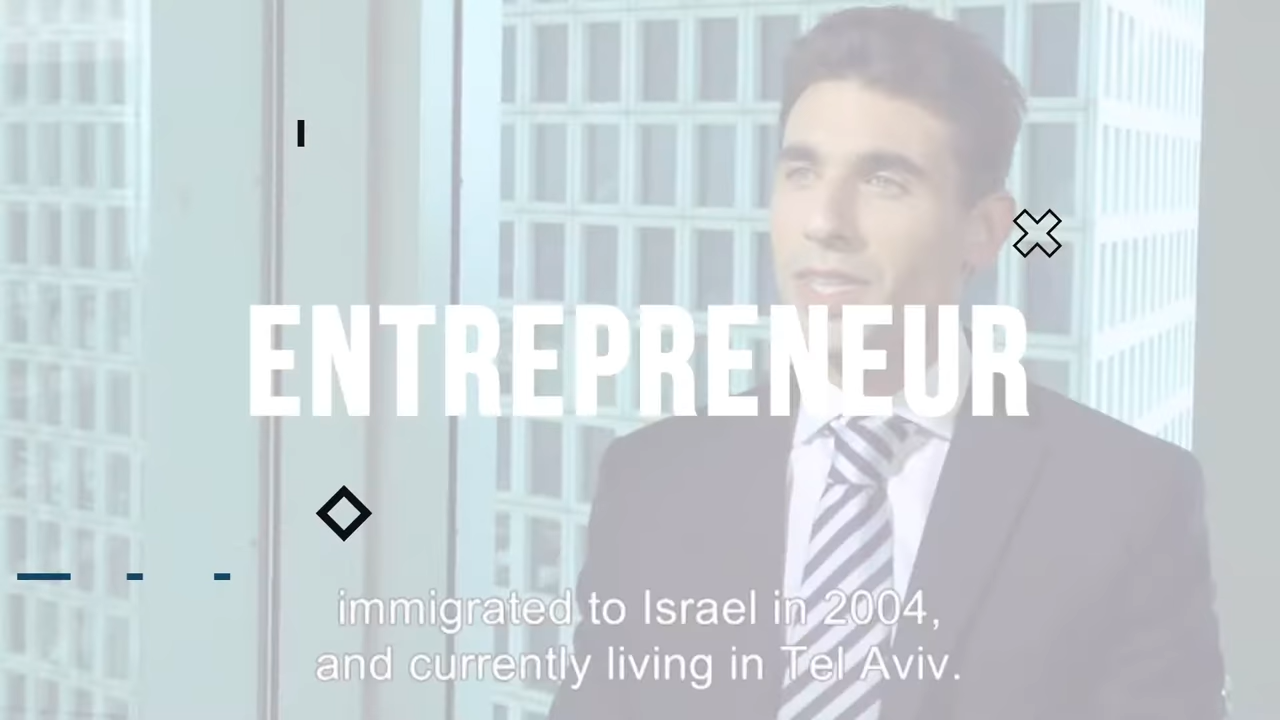 ENTREPRENEUR
immigrated to Israel in 2004,
and currently living in Tel Aviv.